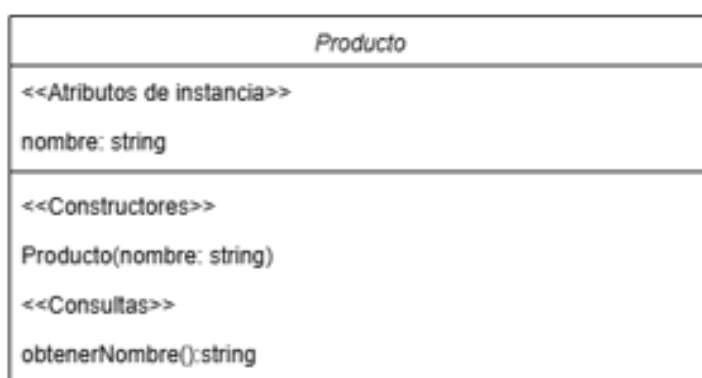 Producto
<<Atributos de instancia>>
nombre: string
<<Constructores>>
Producto(nombre: string)
<<Consultas>>
obtenerNombre():string